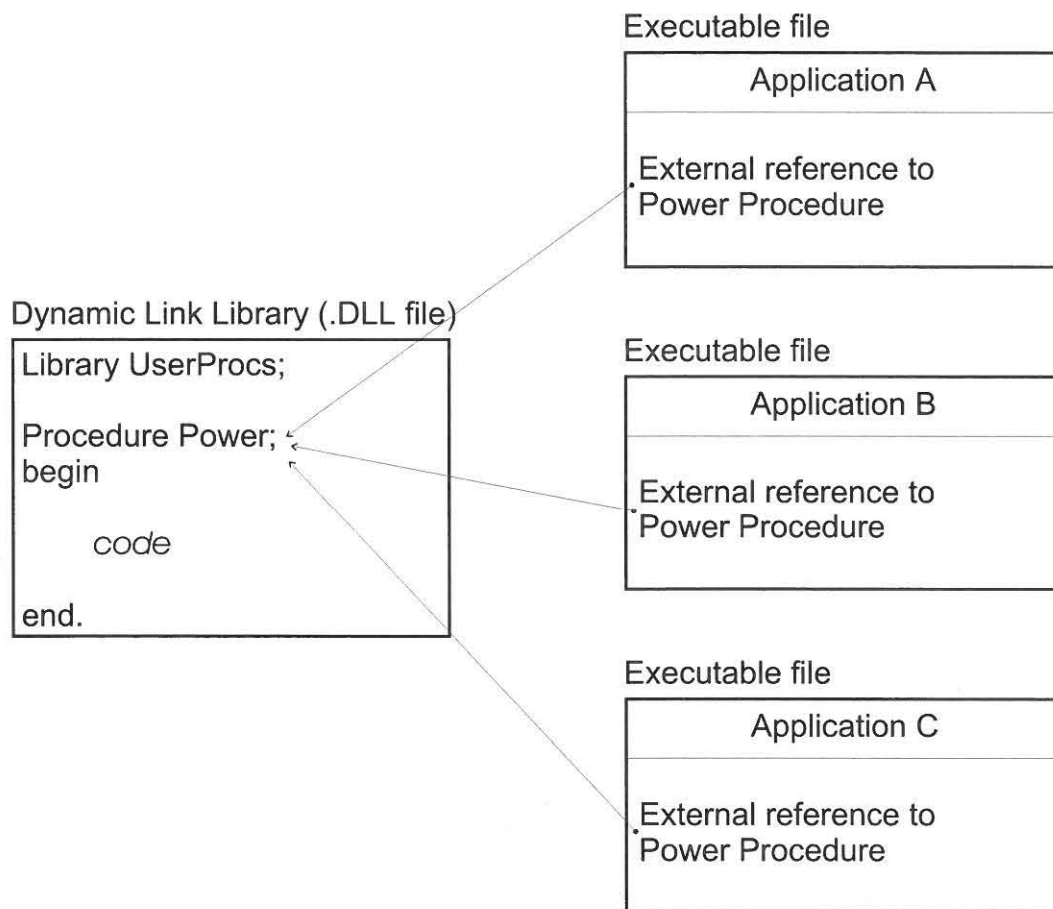 Dynamic Link Library (.DLL file)
Library UserProcs;
Procedure Power;
begin
code
end.
Executable file
Application A
External reference to
Power Procedure
Executable file
Application B
External reference to
Power Procedure
Executable file
Application C
External reference to
Power Procedure